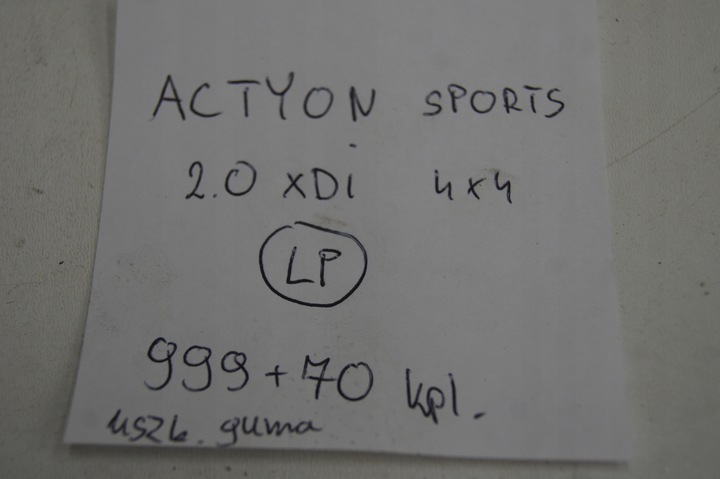 ACTYON SPORTS
2.0 XDi 4x4
LP
999+70 kpl.
uszk. guma